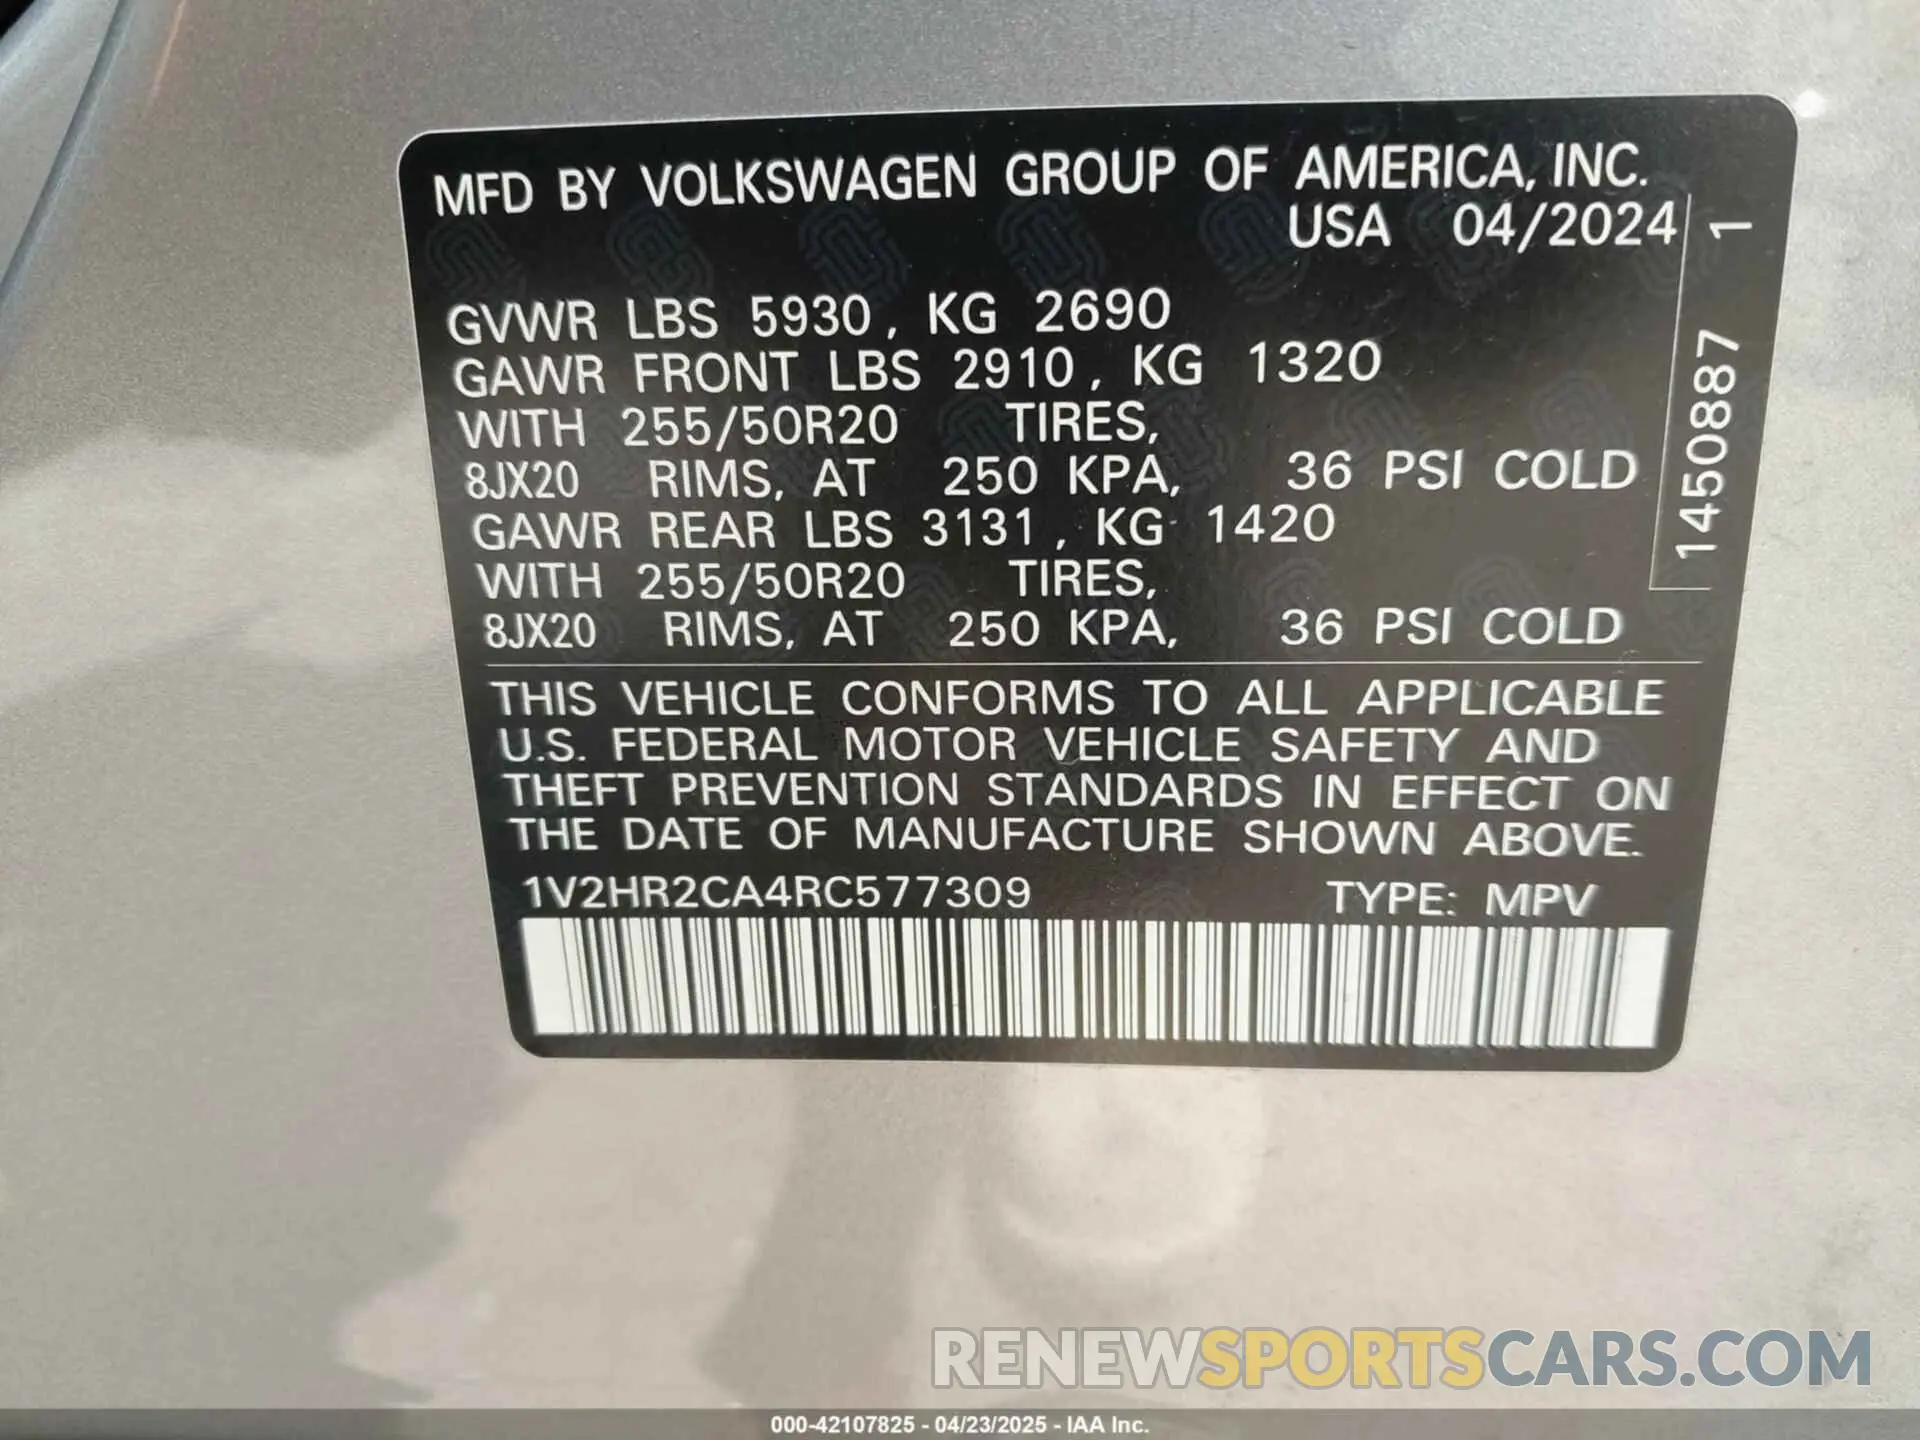 MFD BY VOLKSWAGEN GROUP OF AMERICA, INC.
USA 04/2024
GVWR LBS 5930, KG 2690
GAWR FRONT LBS 2910, KG 1320
WITH 255/50R20 TIRES,
8JX20 RIMS, AT 250 KPA, 36 PSI COLD
GAWR REAR LBS 3131, KG 1420
WITH 255/50R20 TIRES,
8JX20 RIMS, AT 250 KPA, 36 PSI COLD
1450887 1
THIS VEHICLE CONFORMS TO ALL APPLICABLE
U.S. FEDERAL MOTOR VEHICLE SAFETY AND
THEFT PREVENTION STANDARDS IN EFFECT ON
THE DATE OF MANUFACTURE SHOWN ABOVE.
1V2HR2CA4RC577309 TYPE: MPV
RENEWSPORTSCARS.COM
000-42107825 - 04/23/2025 - IAA Inc.